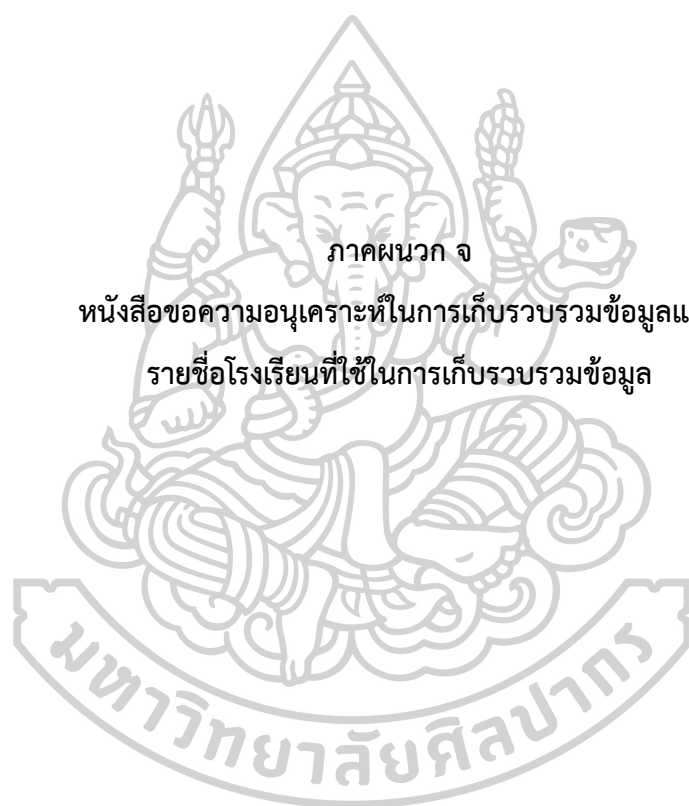 ภาคผนวก จ
หนังสือขอความอนุเคราะห์ในการเก็บรวบรวมข้อมูลแ
รายชื่อโรงเรียนที่ใช้ในการเก็บรวบรวมข้อมูล
มหาวิทยาลัยศิลปากร